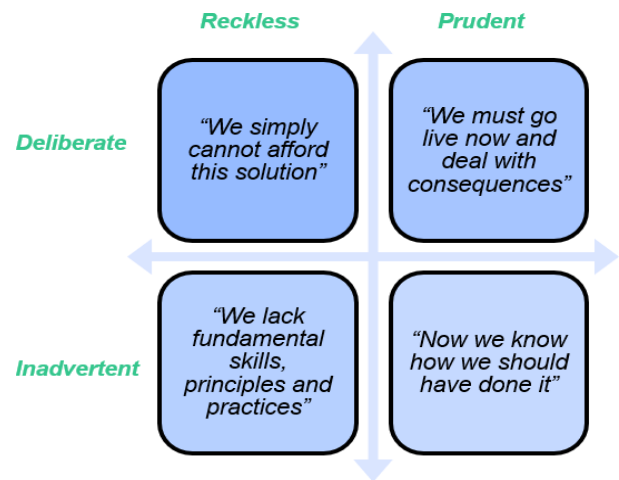 Reckless
Prudent
Deliberate
“We simply
cannot afford
this solution”
“We must go
live now and
deal with
consequences”
Inadvertent
“We lack
fundamental
skills,
principles and
practices”
“Now we know
how we should
have done it”